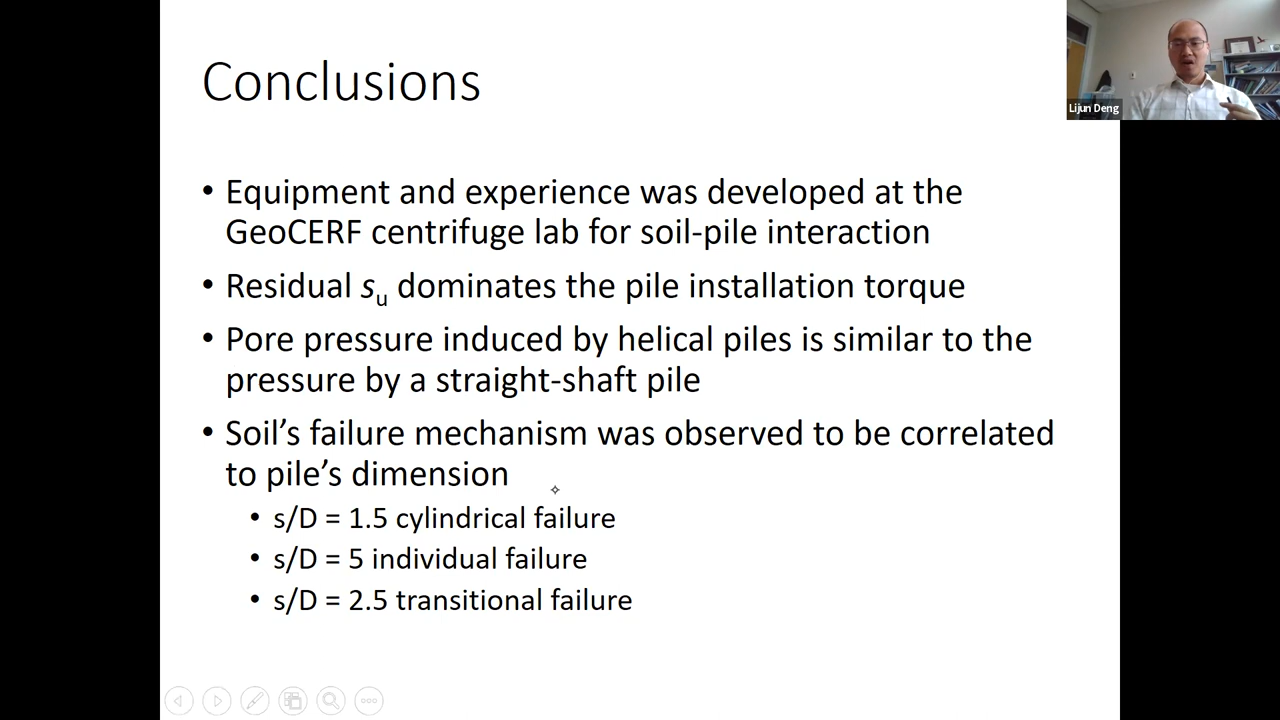 Conclusions
Lijun Deng
• Equipment and experience was developed at the
GeoCERF centrifuge lab for soil-pile interaction
• Residual su dominates the pile installation torque
• Pore pressure induced by helical piles is similar to the
pressure by a straight-shaft pile
• Soil’s failure mechanism was observed to be correlated
to pile’s dimension
• s/D = 1.5 cylindrical failure
• s/D = 5 individual failure
• s/D = 2.5 transitional failure